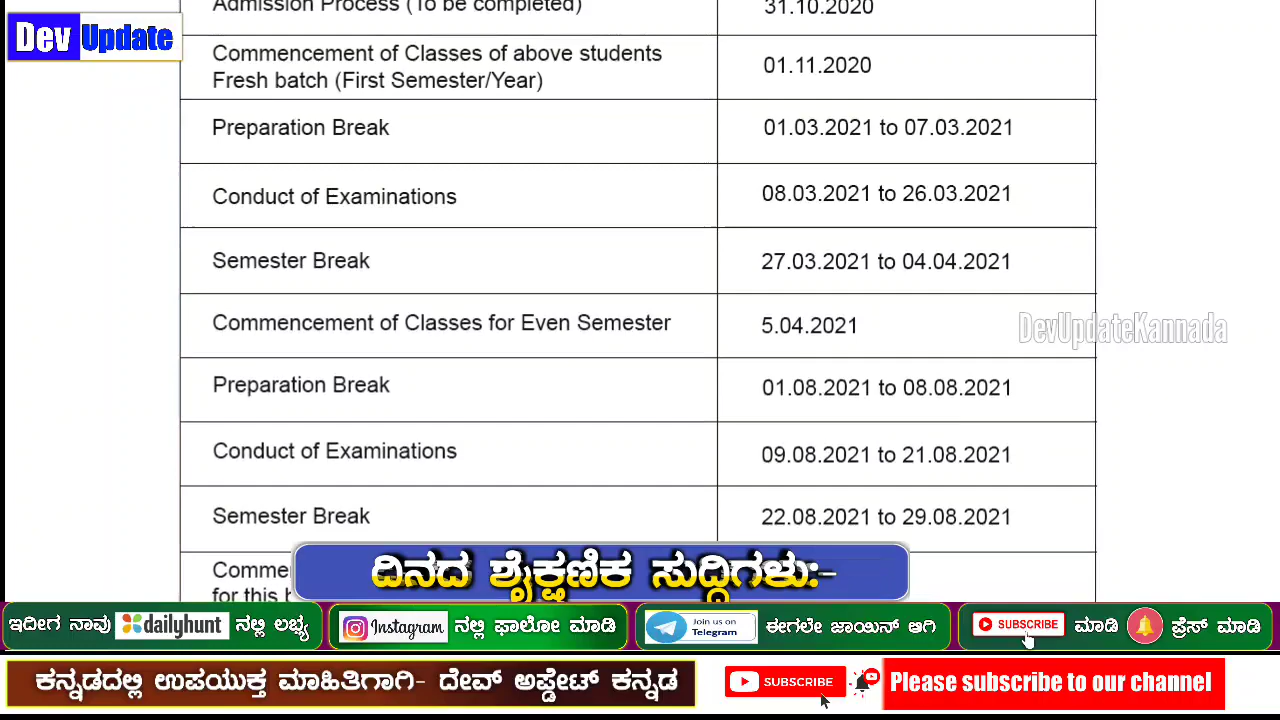 Admission Process (To be completed)
31.10.2020
Dev Update
Commencement of Classes of above students
Fresh batch (First Semester/Year)
01.11.2020
Preparation Break
01.03.2021 to 07.03.2021
Conduct of Examinations
08.03.2021 to 26.03.2021
Semester Break
27.03.2021 to 04.04.2021
Commencement of Classes for Even Semester
5.04.2021
DevUpdateKannada
Preparation Break
01.08.2021 to 08.08.2021
Conduct of Examinations
09.08.2021 to 21.08.2021
Semester Break
22.08.2021 to 29.08.2021
for this
ದಿನದ ಶೈಕ್ಷಣಿಕ ಸುದ್ದಿಗಳು:-
ಇದೀಗ ನಾವು dailyhunt ನಲ್ಲಿ ಲಭ್ಯ
Instagram ನಲ್ಲಿ ಫಾಲೋ ಮಾಡಿ
Join us on
Telegram
ಈಗಲೇ ಜಾಯಿನ್ ಆಗಿ
SUBSCRIBE ಮಾಡಿ ಪ್ರೆಸ್ ಮಾಡಿ
ಕನ್ನಡದಲ್ಲಿ ಉಪಯುಕ್ತ ಮಾಹಿತಿಗಾಗಿ- ದೇವ್ ಅಪ್ಡೇಟ್ ಕನ್ನಡ
SUBSCRIBE
Please subscribe to our channel